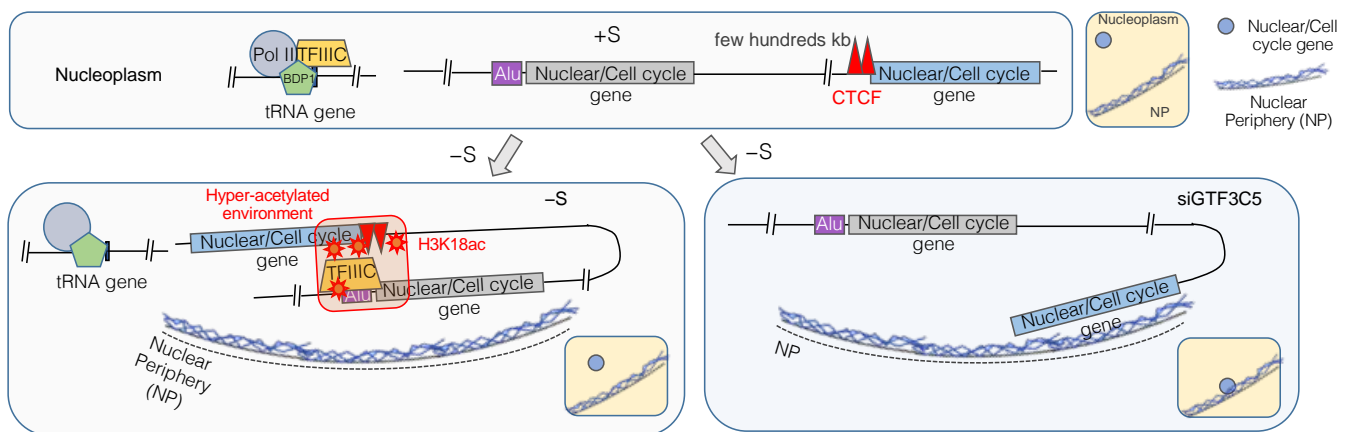 Nucleoplasm
Pol III
TFIIIC
BDP1
tRNA gene
+S
Alu
Nuclear/Cell cycle
gene
few hundreds kb
CTCF
Nuclear/Cell cycle
gene
Nucleoplasm
NP
Nuclear/Cell
cycle gene
Nuclear
Periphery (NP)
–S
–S
Hyper-acetylated
environment
–S
tRNA gene
Nuclear/Cell cycle
gene
H3K18ac
TFIIIC
Alu
Nuclear/Cell cycle
gene
Nuclear
Periphery
(NP)
siGTF3C5
Alu
Nuclear/Cell cycle
gene
Nuclear/Cell cycle
gene
NP